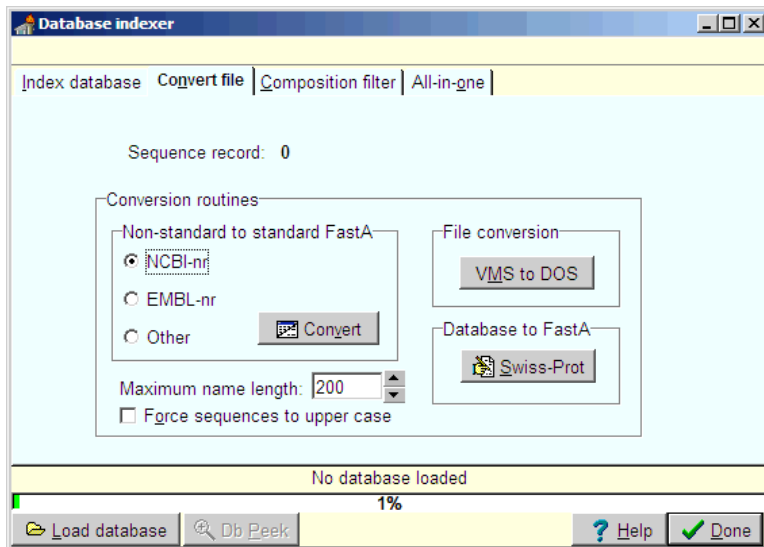 Database indexer
Index database Convert file Composition filter All-in-one
Sequence record: 0
Conversion routines
Non-standard to standard FastA
NCBI-nr
EMBL-nr
Other
Convert
File conversion
VMS to DOS
Database to FastA
Swiss-Prot
Maximum name length: 200
Force sequences to upper case
No database loaded
1%
Load database Db Peek Help Done